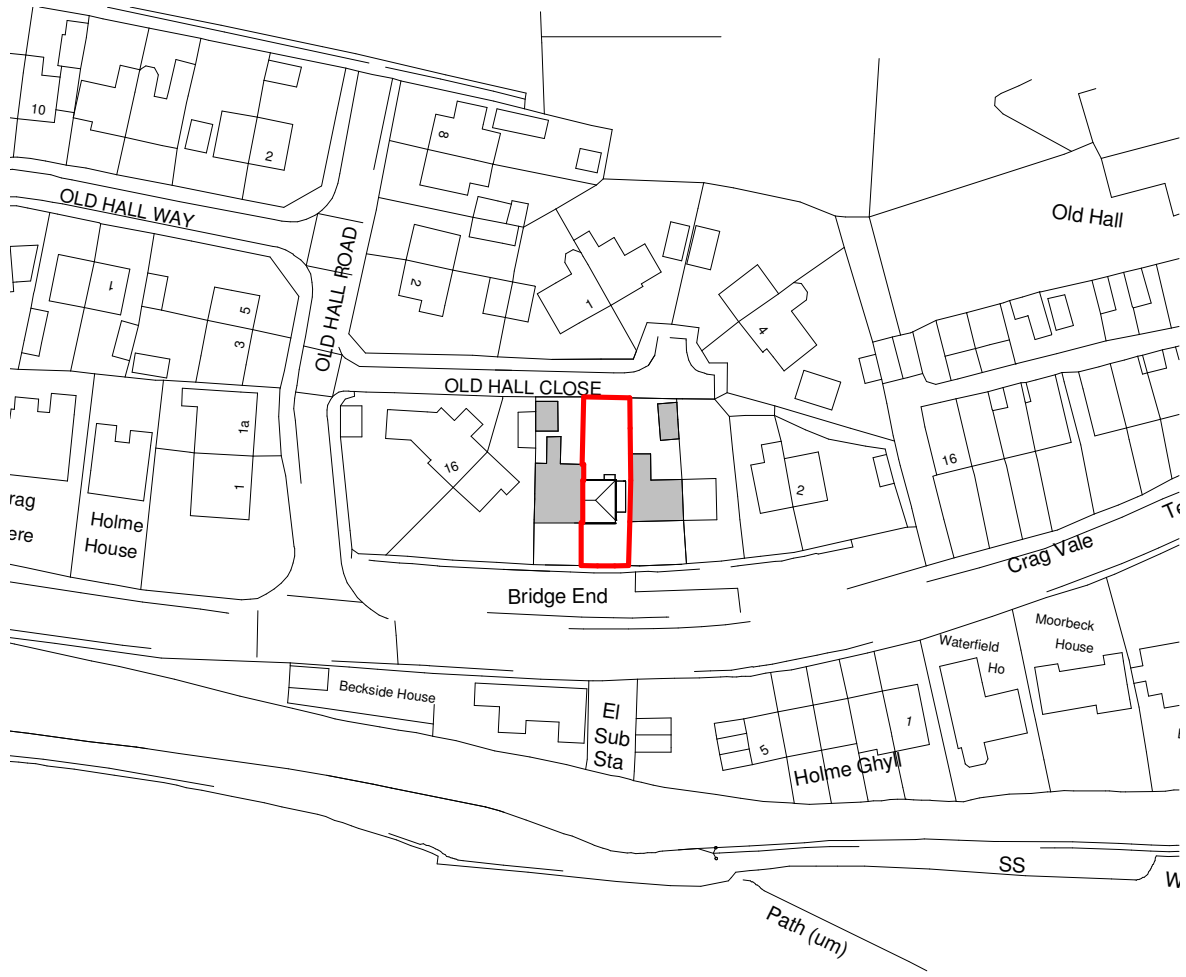 10
2
8
OLD HALL WAY
Old Hall
OLD HALL ROAD
1
2
1
5
3
4
OLD HALL CLOSE
1a
16
16
2
1
rag
ere
Holme
House
Te
Crag Vale
Bridge End
Moorbeck
House
Waterfield
Ho
Beckside House
El
Sub
Sta
1
5
Holme Ghyll
SS
W
Path (um)